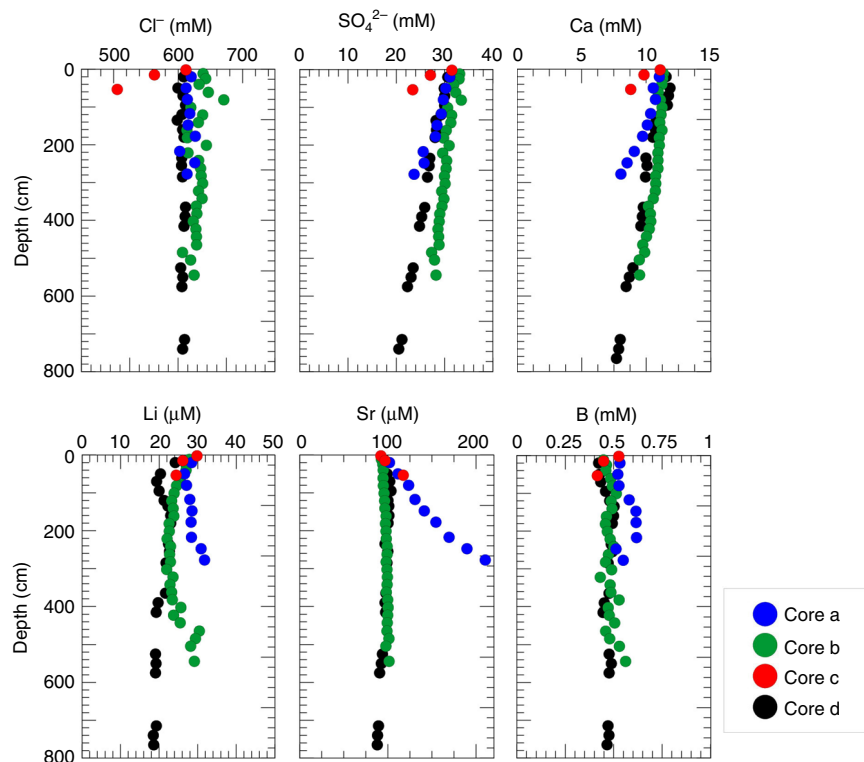 Cl⁻ (mM) SO₄²⁻ (mM) Ca (mM)
500 600 700 0 10 20 30 40 0 5 10 15
0
200
400
600
800
Depth (cm)
Li (µM) Sr (µM) B (mM)
0 10 20 30 40 50 0 100 200 0 0.25 0.5 0.75 1
0
200
400
600
800
Depth (cm)
Core a
Core b
Core c
Core d